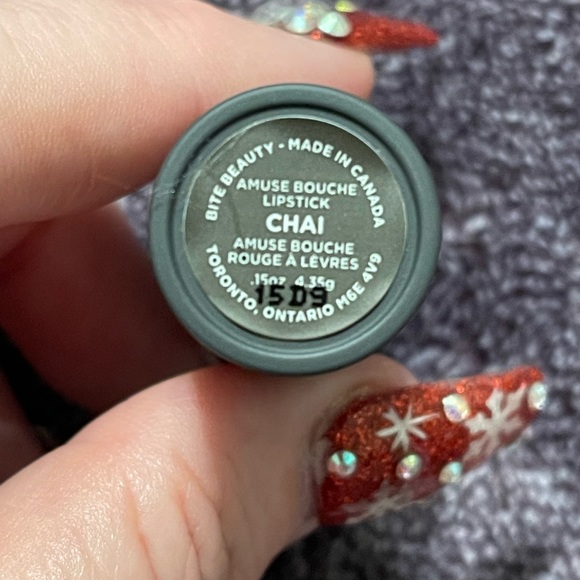 BITE BEAUTY - MADE IN CANADA
AMUSE BOUCHE
LIPSTICK
CHAI
AMUSE BOUCHE
ROUGE À LÈVRES
.15oz 4.35g
15D9
TORONTO, ONTARIO M6E 4V9